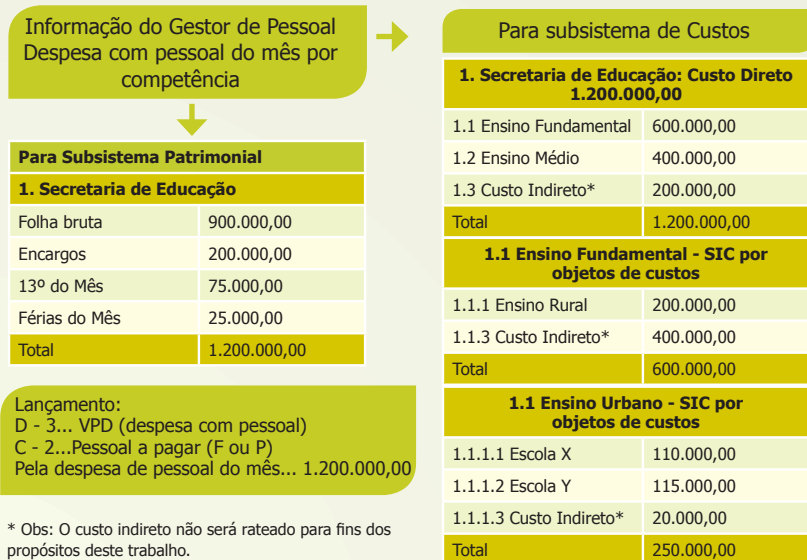 Informação do Gestor de Pessoal
Despesa com pessoal do mês por
competência
Para Subsistema Patrimonial
1. Secretaria de Educação
Folha bruta 900.000,00
Encargos 200.000,00
13º do Mês 75.000,00
Férias do Mês 25.000,00
Total 1.200.000,00
Lançamento:
D - 3... VPD (despesa com pessoal)
C - 2...Pessoal a pagar (F ou P)
Pela despesa de pessoal do mês... 1.200.000,00
* Obs: O custo indireto não será rateado para fins dos
propósitos deste trabalho.
Para subsistema de Custos
1. Secretaria de Educação: Custo Direto
1.200.000,00
1.1 Ensino Fundamental 600.000,00
1.2 Ensino Médio 400.000,00
1.3 Custo Indireto* 200.000,00
Total 1.200.000,00
1.1 Ensino Fundamental - SIC por
objetos de custos
1.1.1 Ensino Rural 200.000,00
1.1.3 Custo Indireto* 400.000,00
Total 600.000,00
1.1 Ensino Urbano - SIC por
objetos de custos
1.1.1.1 Escola X 110.000,00
1.1.1.2 Escola Y 115.000,00
1.1.1.3 Custo Indireto* 20.000,00
Total 250.000,00